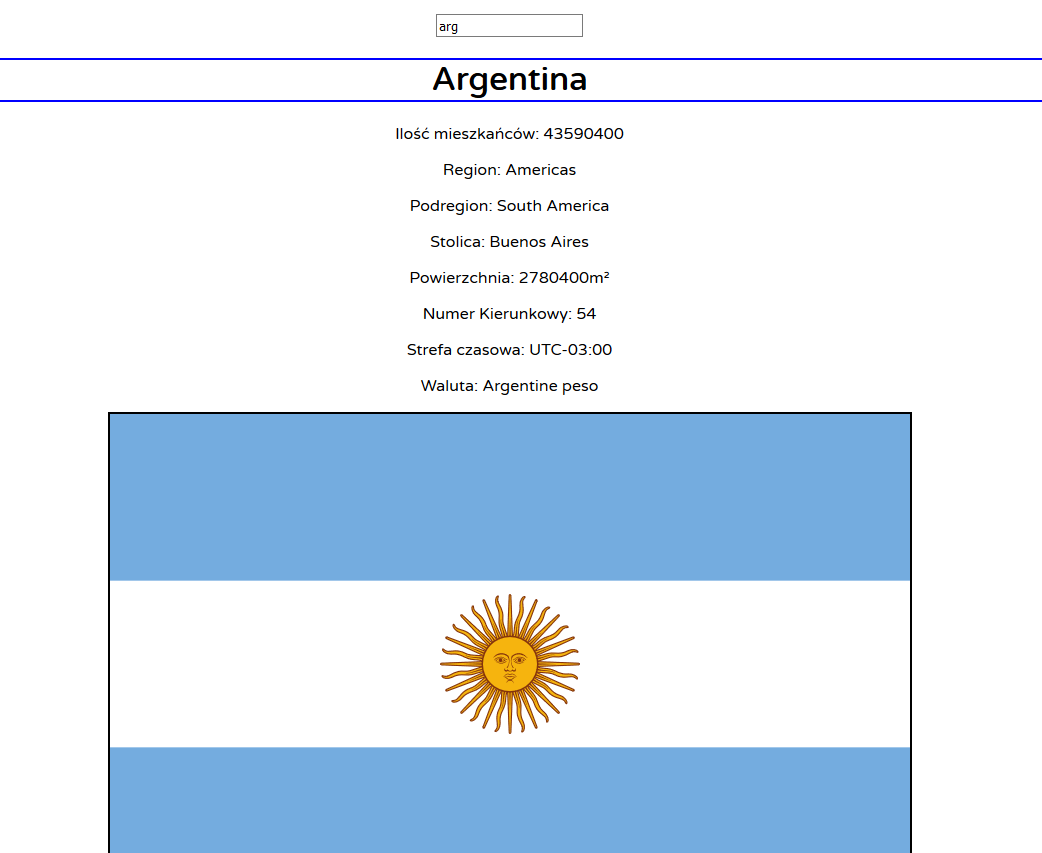 arg
Argentina
Ilość mieszkańców: 43590400
Region: Americas
Podregion: South America
Stolica: Buenos Aires
Powierzchnia: 2780400m²
Numer Kierunkowy: 54
Strefa czasowa: UTC-03:00
Waluta: Argentine peso